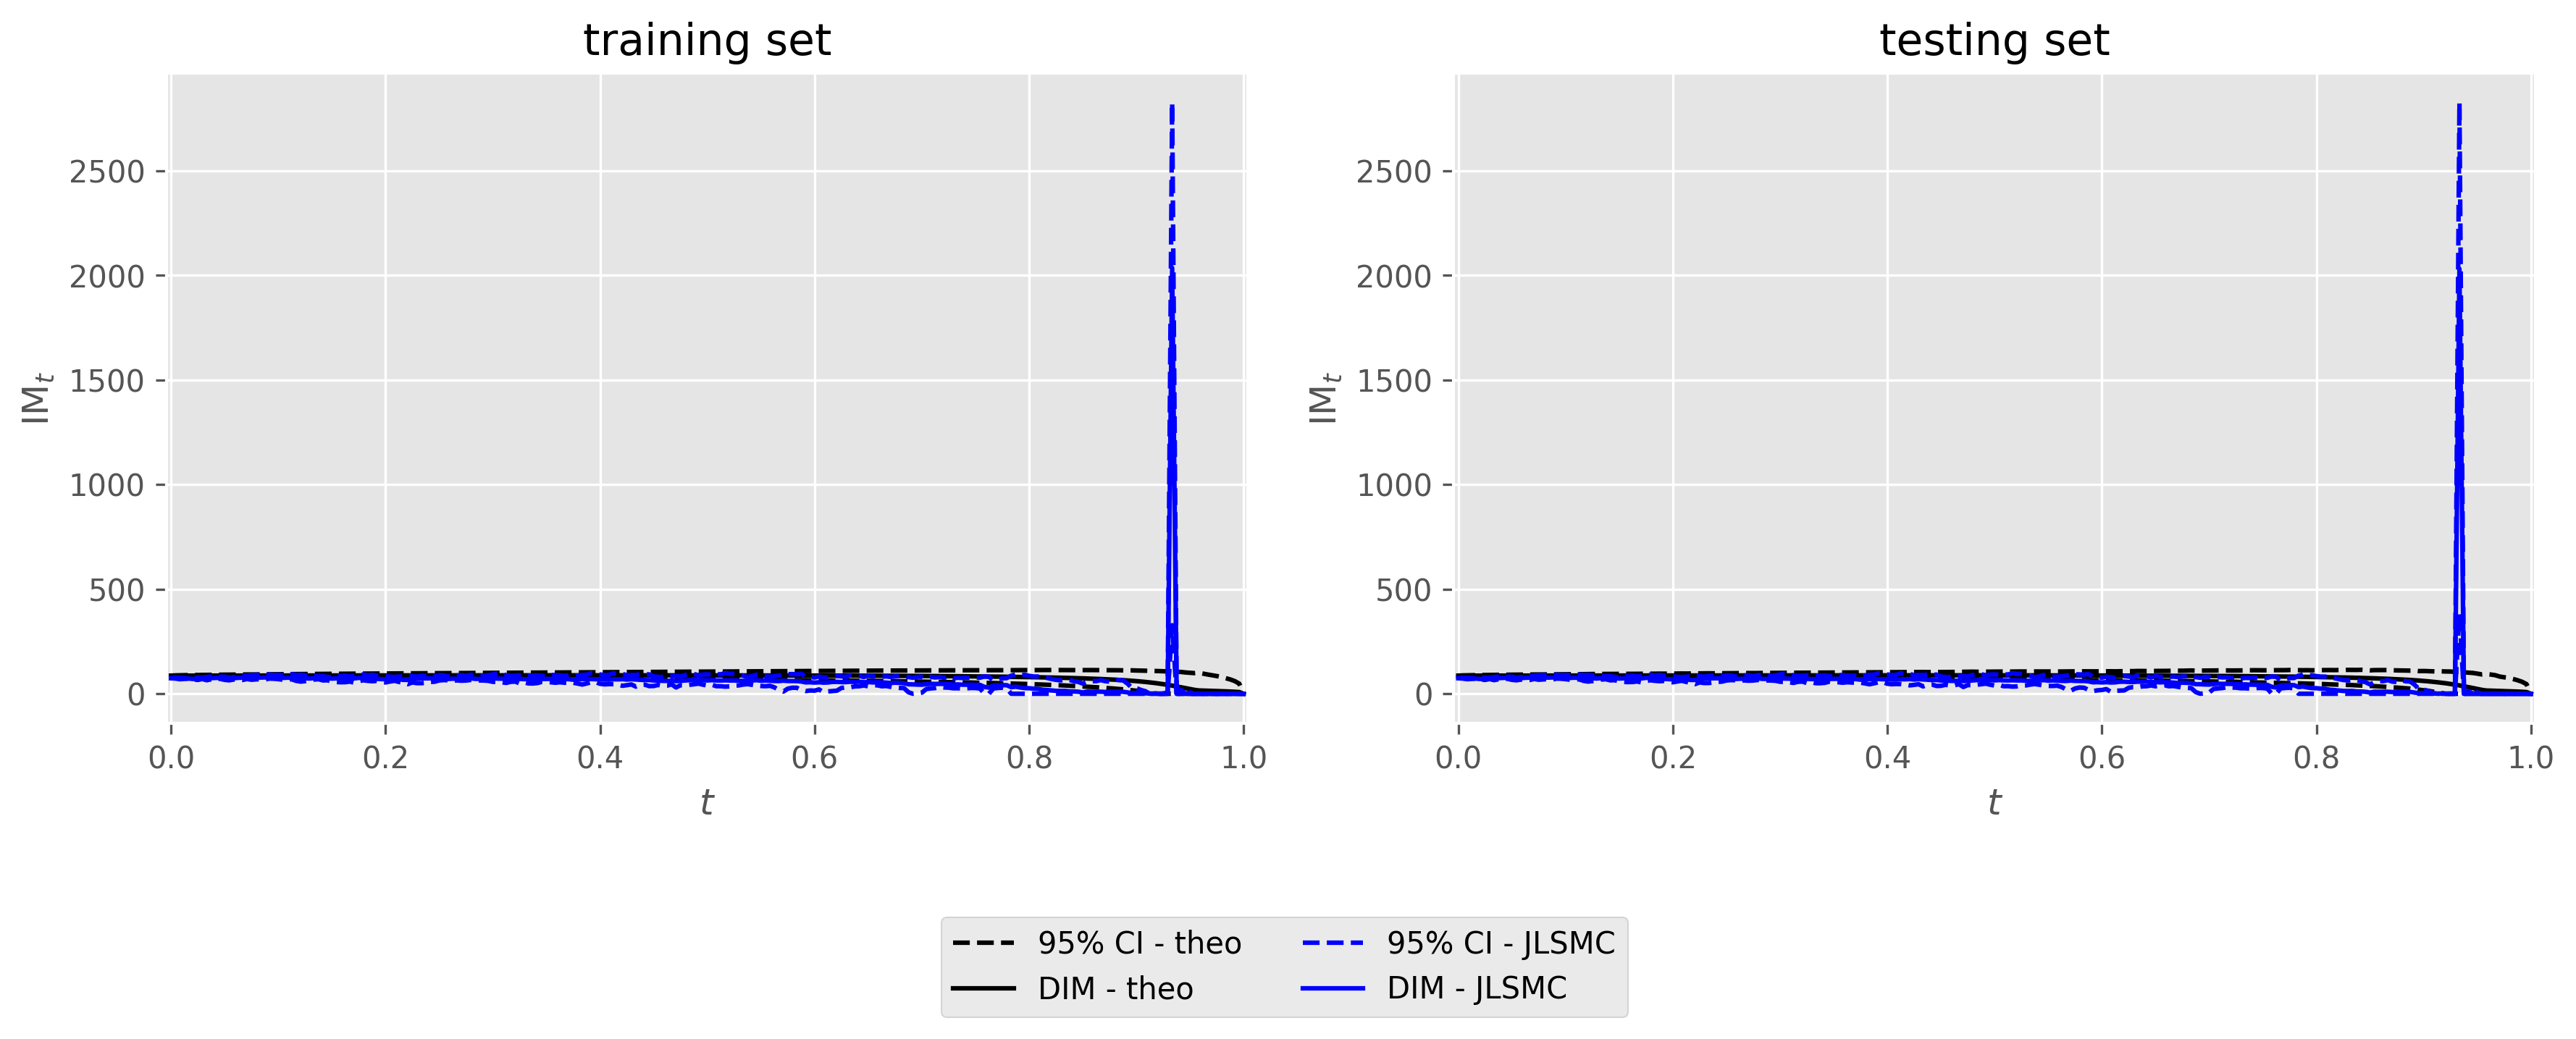 training set
testing set
2500
2000
1500
1000
500
0
IM_t
0.0 0.2 0.4 0.6 0.8 1.0
t
2500
2000
1500
1000
500
0
IM_t
0.0 0.2 0.4 0.6 0.8 1.0
t
95% CI - theo
DIM - theo
95% CI - JLSMC
DIM - JLSMC